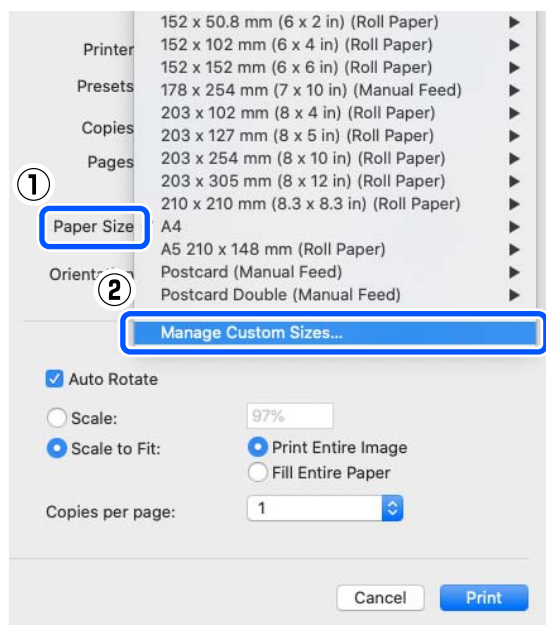 152 x 50.8 mm (6 x 2 in) (Roll Paper)
Printer 152 x 102 mm (6 x 4 in) (Roll Paper)
152 x 152 mm (6 x 6 in) (Roll Paper)
Presets 178 x 254 mm (7 x 10 in) (Manual Feed)
203 x 102 mm (8 x 4 in) (Roll Paper)
Copies 203 x 127 mm (8 x 5 in) (Roll Paper)
Pages 203 x 254 mm (8 x 10 in) (Roll Paper)
① 203 x 305 mm (8 x 12 in) (Roll Paper)
210 x 210 mm (8.3 x 8.3 in) (Roll Paper)
Paper Size A4
A5 210 x 148 mm (Roll Paper)
Postcard (Manual Feed)
② Postcard Double (Manual Feed)
Manage Custom Sizes...
Auto Rotate
Scale: 97%
Scale to Fit: Print Entire Image
Fill Entire Paper
Copies per page: 1
Cancel Print